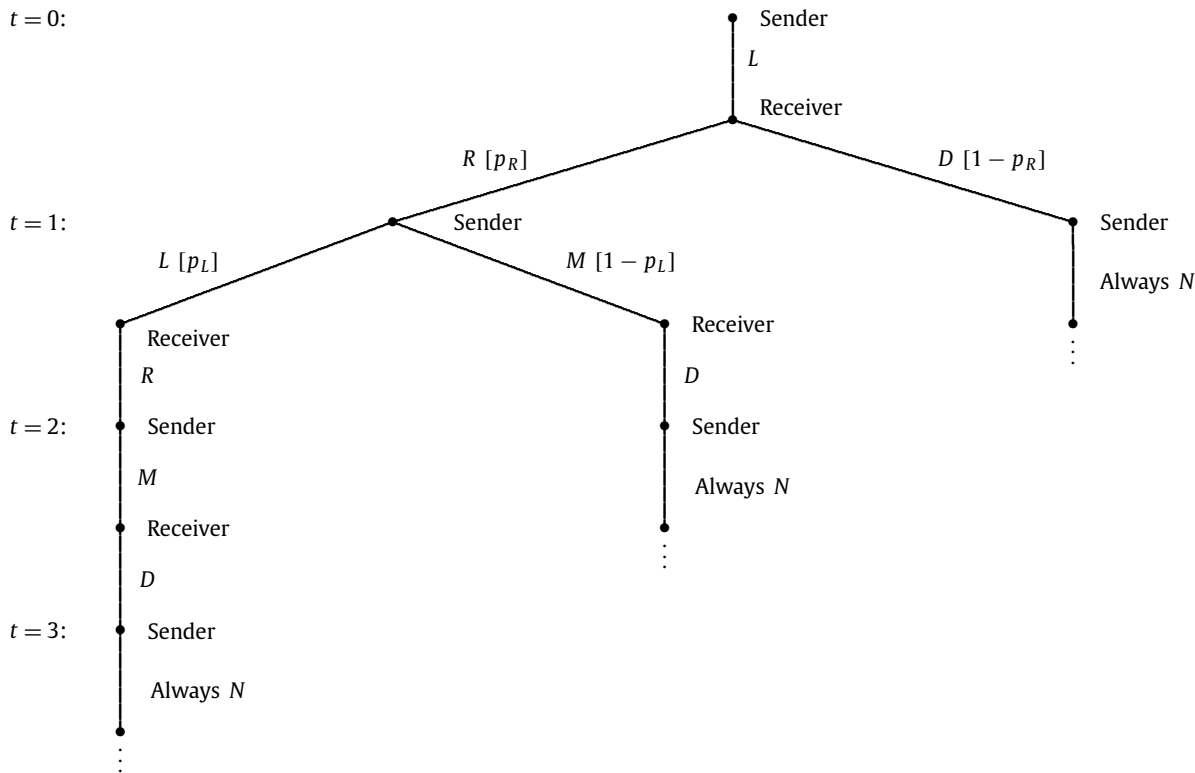 t = 0:
Sender
L
Receiver
R [p_R]
D [1 − p_R]
t = 1:
Sender
Sender
L [p_L]
M [1 − p_L]
Always N
Receiver
Receiver
R
D
t = 2:
Sender
Sender
M
Always N
Receiver
D
t = 3:
Sender
Always N